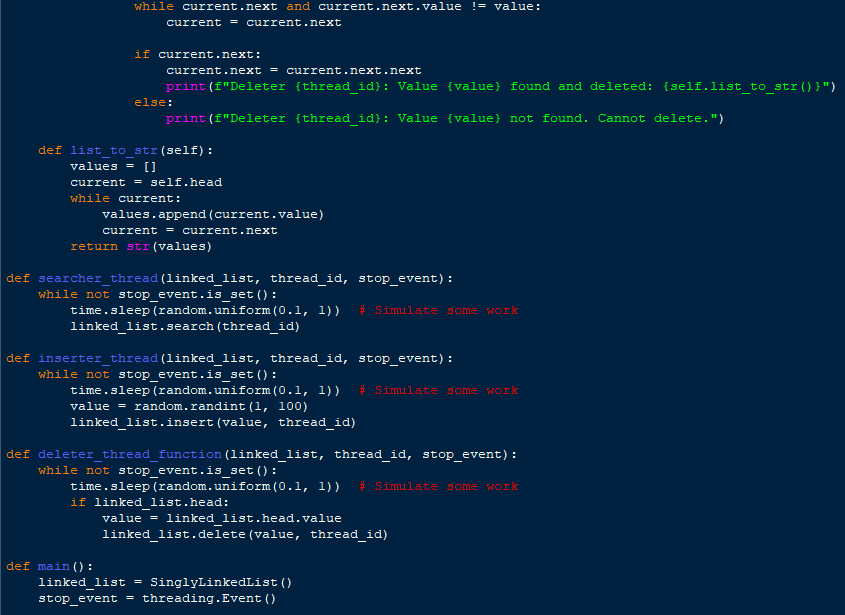 while current.next and current.next.value != value:
                    current = current.next

                if current.next:
                    current.next = current.next.next
                    print(f"Deleter {thread_id}: Value {value} found and deleted: {self.list_to_str()}")
                else:
                    print(f"Deleter {thread_id}: Value {value} not found. Cannot delete.")

    def list_to_str(self):
        values = []
        current = self.head
        while current:
            values.append(current.value)
            current = current.next
        return str(values)

def searcher_thread(linked_list, thread_id, stop_event):
    while not stop_event.is_set():
        time.sleep(random.uniform(0.1, 1))  # Simulate some work
        linked_list.search(thread_id)

def inserter_thread(linked_list, thread_id, stop_event):
    while not stop_event.is_set():
        time.sleep(random.uniform(0.1, 1))  # Simulate some work
        value = random.randint(1, 100)
        linked_list.insert(value, thread_id)

def deleter_thread_function(linked_list, thread_id, stop_event):
    while not stop_event.is_set():
        time.sleep(random.uniform(0.1, 1))  # Simulate some work
        if linked_list.head:
            value = linked_list.head.value
            linked_list.delete(value, thread_id)

def main():
    linked_list = SinglyLinkedList()
    stop_event = threading.Event()